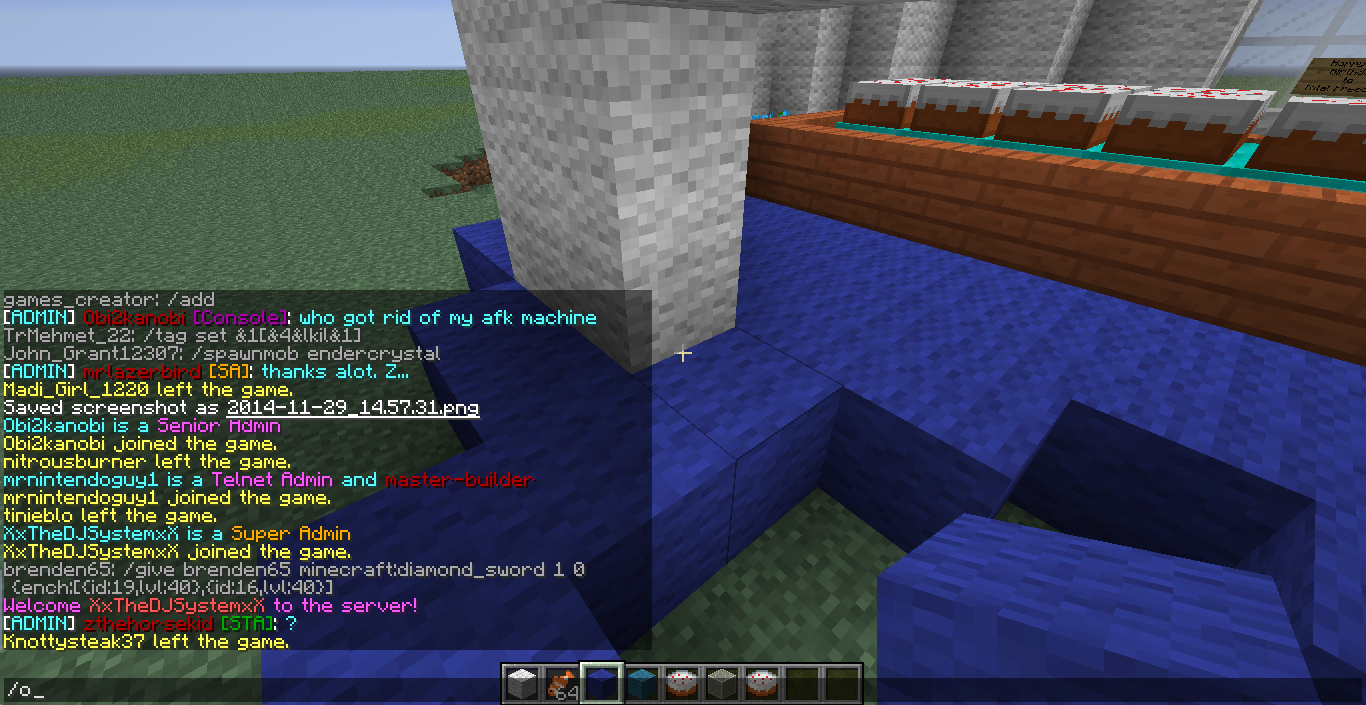 Happy
to
games_creator: /add
[ADMIN] Obi2kanobi [Console]: who got rid of my afk machine
TrMehmet_22: /tag set &1[&4&lkil&1]
John_Grant12307: /spawnmob endercrystal
[ADMIN] mrlazerbird [SA]: thanks alot. Z...
Madi_Girl_1220 left the game.
Saved screenshot as 2014-11-29_14.57.31.png
Obi2kanobi is a Senior Admin
Obi2kanobi joined the game.
nitrousburner left the game.
mrnintendoguy1 is a Telnet Admin and master-builder
mrnintendoguy1 joined the game.
tinieblo left the game.
XxTheDJSystemxX is a Super Admin
XxTheDJSystemxX joined the game.
brenden65: /give brenden65 minecraft:diamond_sword 1 0
{ench:[{id:19,lvl:40},{id:16,lvl:40}]
Welcome XxTheDJSystemxX to the server!
[ADMIN] zthehorsekid [STA]: ?
Knottysteak37 left the game.
64
/o_